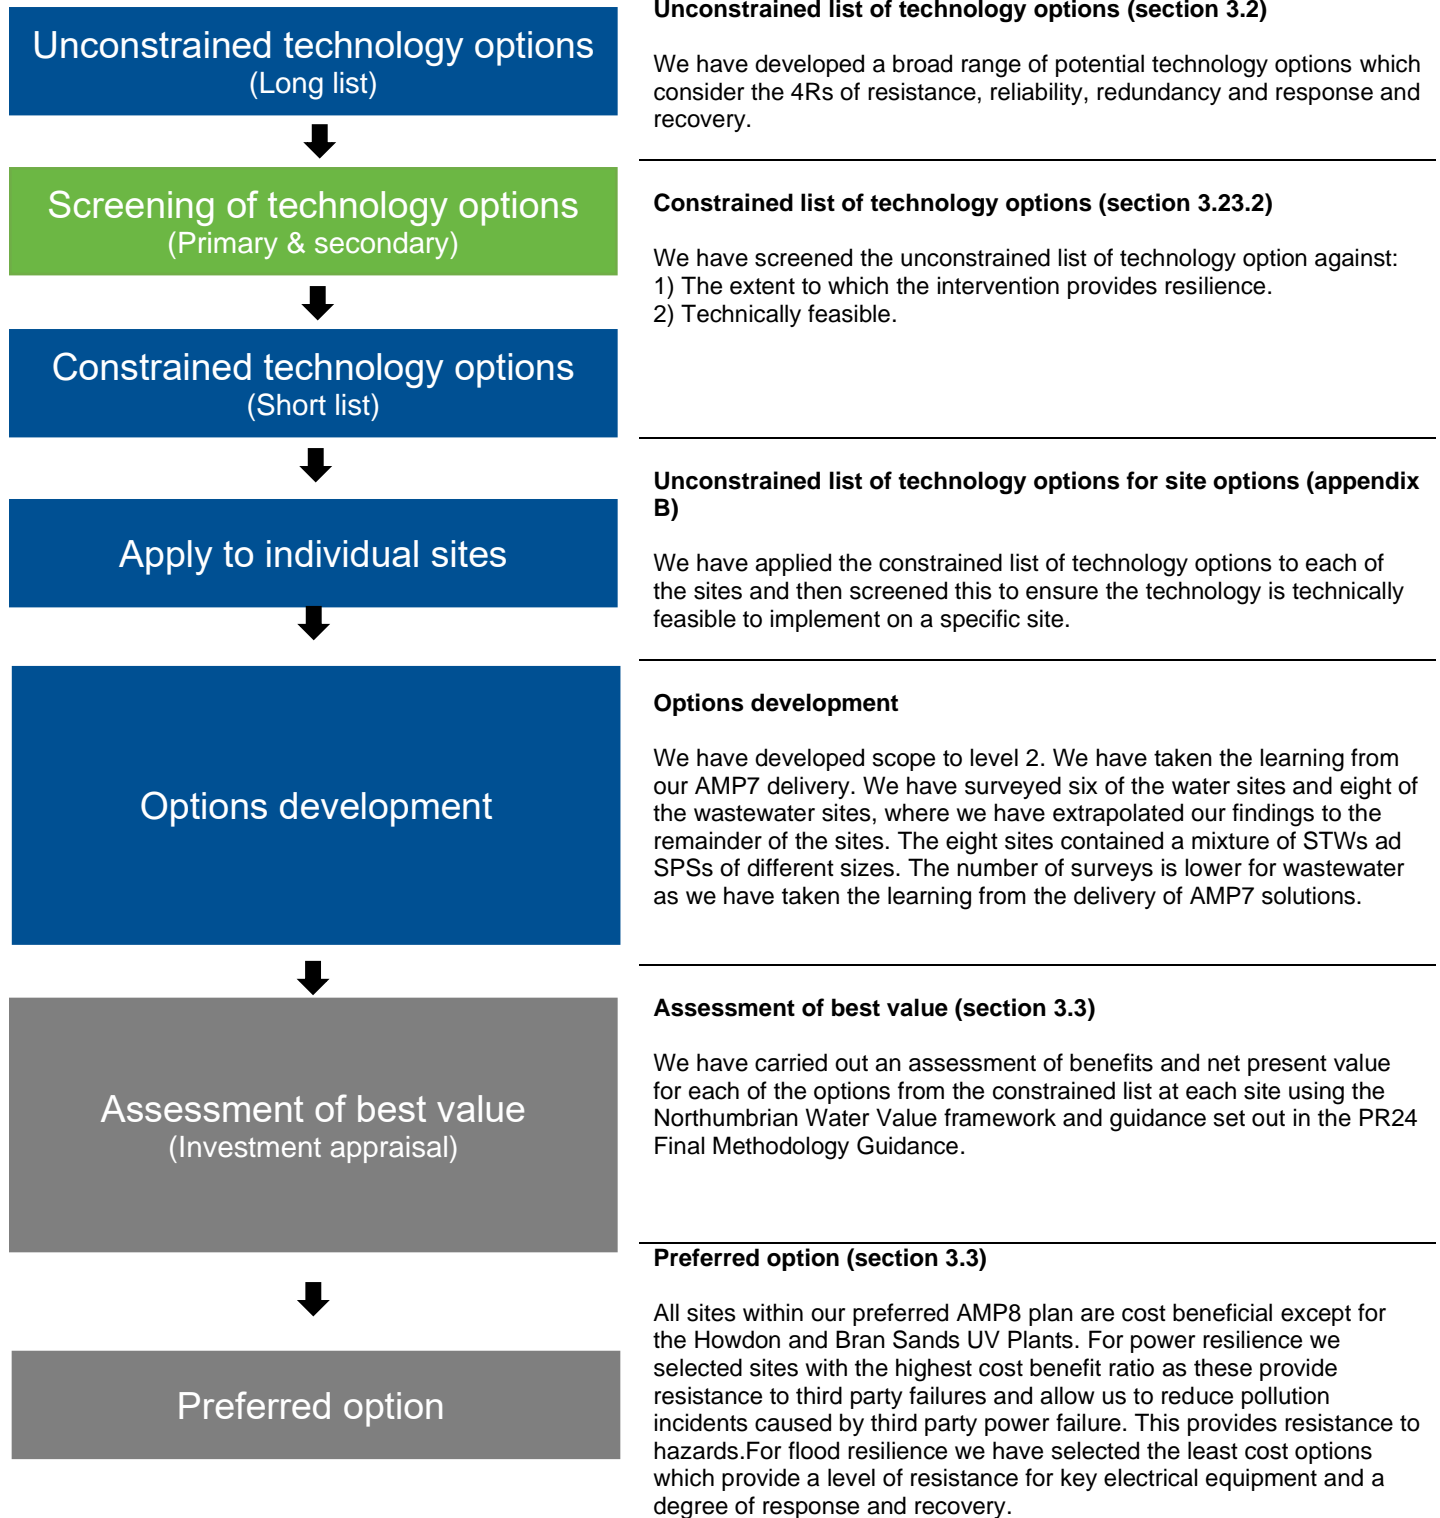 Unconstrained technology options
(Long list)
Unconstrained list of technology options (section 3.2)
We have developed a broad range of potential technology options which
consider the 4Rs of resistance, reliability, redundancy and response and
recovery.
Screening of technology options
(Primary & secondary)
Constrained technology options
(Short list)
Constrained list of technology options (section 3.23.2)
We have screened the unconstrained list of technology option against:
1) The extent to which the intervention provides resilience.
2) Technically feasible.
Apply to individual sites
Unconstrained list of technology options for site options (appendix
B)
We have applied the constrained list of technology options to each of
the sites and then screened this to ensure the technology is technically
feasible to implement on a specific site.
Options development
Options development
We have developed scope to level 2. We have taken the learning from
our AMP7 delivery. We have surveyed six of the water sites and eight of
the wastewater sites, where we have extrapolated our findings to the
remainder of the sites. The eight sites contained a mixture of STWs ad
SPSs of different sizes. The number of surveys is lower for wastewater
as we have taken the learning from the delivery of AMP7 solutions.
Assessment of best value
(Investment appraisal)
Assessment of best value (section 3.3)
We have carried out an assessment of benefits and net present value
for each of the options from the constrained list at each site using the
Northumbrian Water Value framework and guidance set out in the PR24
Final Methodology Guidance.
Preferred option
Preferred option (section 3.3)
All sites within our preferred AMP8 plan are cost beneficial except for
the Howdon and Bran Sands UV Plants. For power resilience we
selected sites with the highest cost benefit ratio as these provide
resistance to third party failures and allow us to reduce pollution
incidents caused by third party power failure. This provides resistance to
hazards.For flood resilience we have selected the least cost options
which provide a level of resistance for key electrical equipment and a
degree of response and recovery.